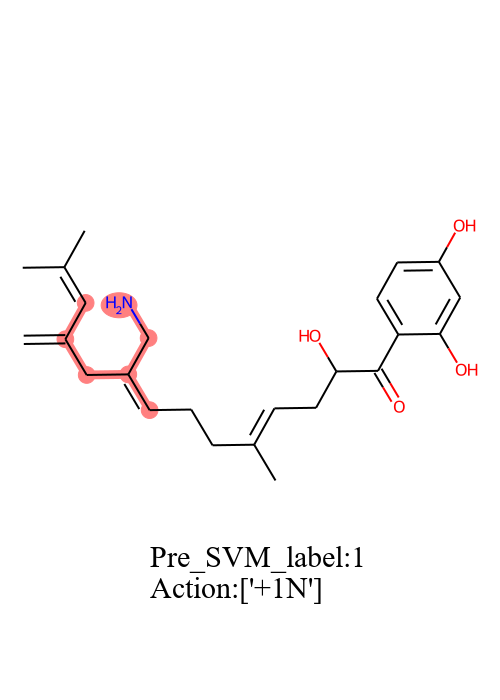 OH
H2N
HO
OH
O
Pre_SVM_label:1
Action:['+1N']